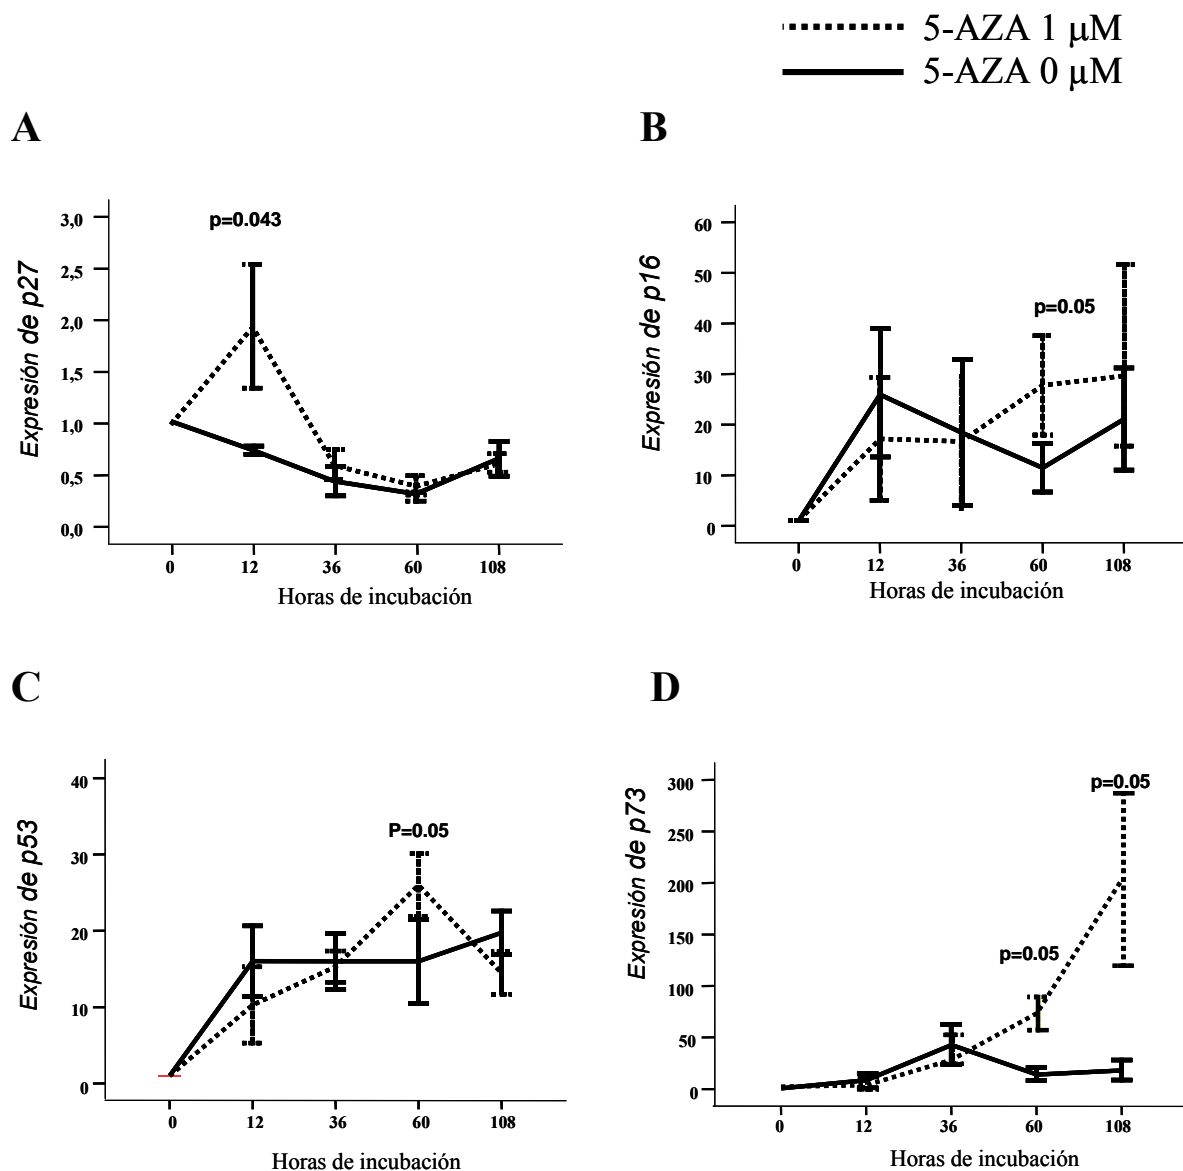 5-AZA 1 μM
5-AZA 0 μM
A
Expresión de p27
3,0
2,5
2,0
1,5
1,0
0,5
0,0
p=0.043
0 12 36 60 108
Horas de incubación
B
Expresión de p16
60
50
40
30
20
10
0
p=0.05
0 12 36 60 108
Horas de incubación
C
Expresión de p53
40
30
20
10
0
P=0.05
0 12 36 60 108
Horas de incubación
D
Expresión de p73
300
250
200
150
100
50
0
p=0.05
p=0.05
0 12 36 60 108
Horas de incubación